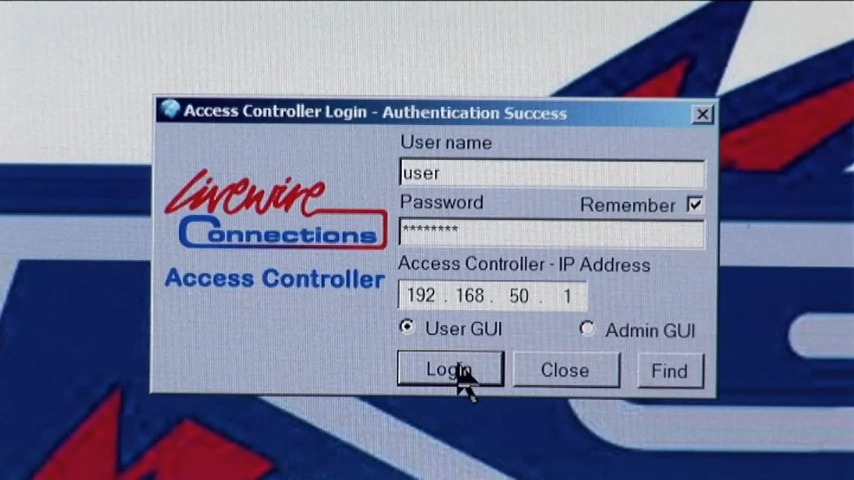 Access Controller Login - Authentication Success
User name
user
Password
Remember
********
Livewire
Connections
Access Controller
Access Controller - IP Address
192 . 168 . 50 . 1
User GUI
Admin GUI
Login
Close
Find